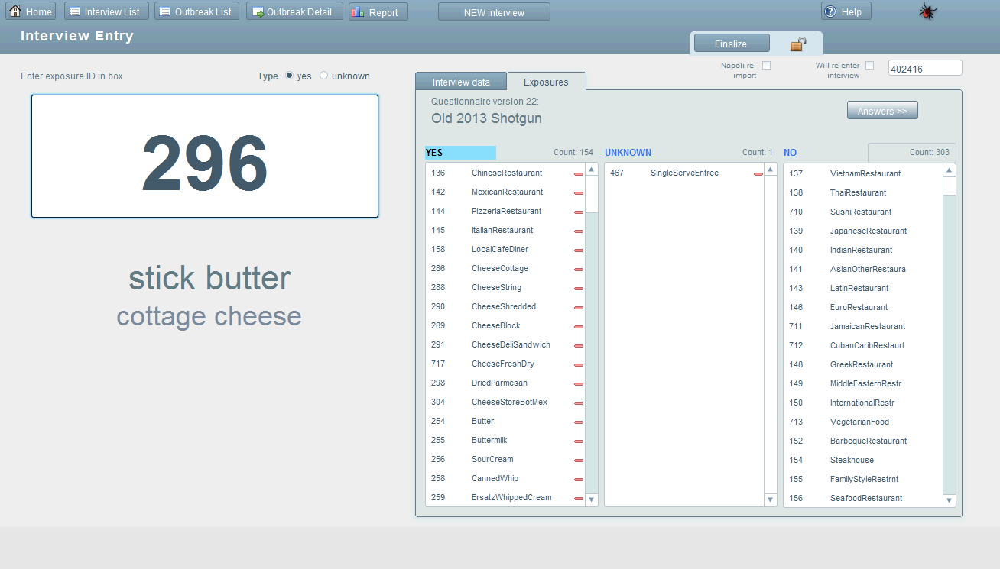 Home
Interview List
Outbreak List
Outbreak Detail
Report
NEW interview
Help
Interview Entry
Finalize
Enter exposure ID in box
Type yes unknown
Napoli re-
import
Will re-enter
interview
402416
296
stick butter
cottage cheese
Interview data
Exposures
Questionnaire version 22:
Old 2013 Shotgun
Answers >>
YES Count: 154
136 ChineseRestaurant
142 MexicanRestaurant
144 PizzeriaRestaurant
145 ItalianRestaurant
158 LocalCafeDiner
286 CheeseCottage
288 CheeseString
290 CheeseShredded
289 CheeseBlock
291 CheeseDeliSandwich
717 CheeseFreshDry
298 DriedParmesan
304 CheeseStoreBotMex
254 Butter
255 Buttermilk
256 SourCream
258 CannedWhip
259 ErsatzWhippedCream
UNKNOWN Count: 1
467 SingleServeEntree
NO Count: 303
137 VietnamRestaurant
138 ThaiRestaurant
710 SushiRestaurant
139 JapaneseRestaurant
140 IndianRestaurant
141 AsianOtherRestaura
143 LatinRestaurant
146 EuroRestaurant
711 JamaicanRestaurant
712 CubanCaribRestaurt
148 GreekRestaurant
149 MiddleEasternRestr
150 InternationalRestr
713 VegetarianFood
152 BarbequeRestaurant
154 Steakhouse
155 FamilyStyleRestrnt
156 SeafoodRestaurant